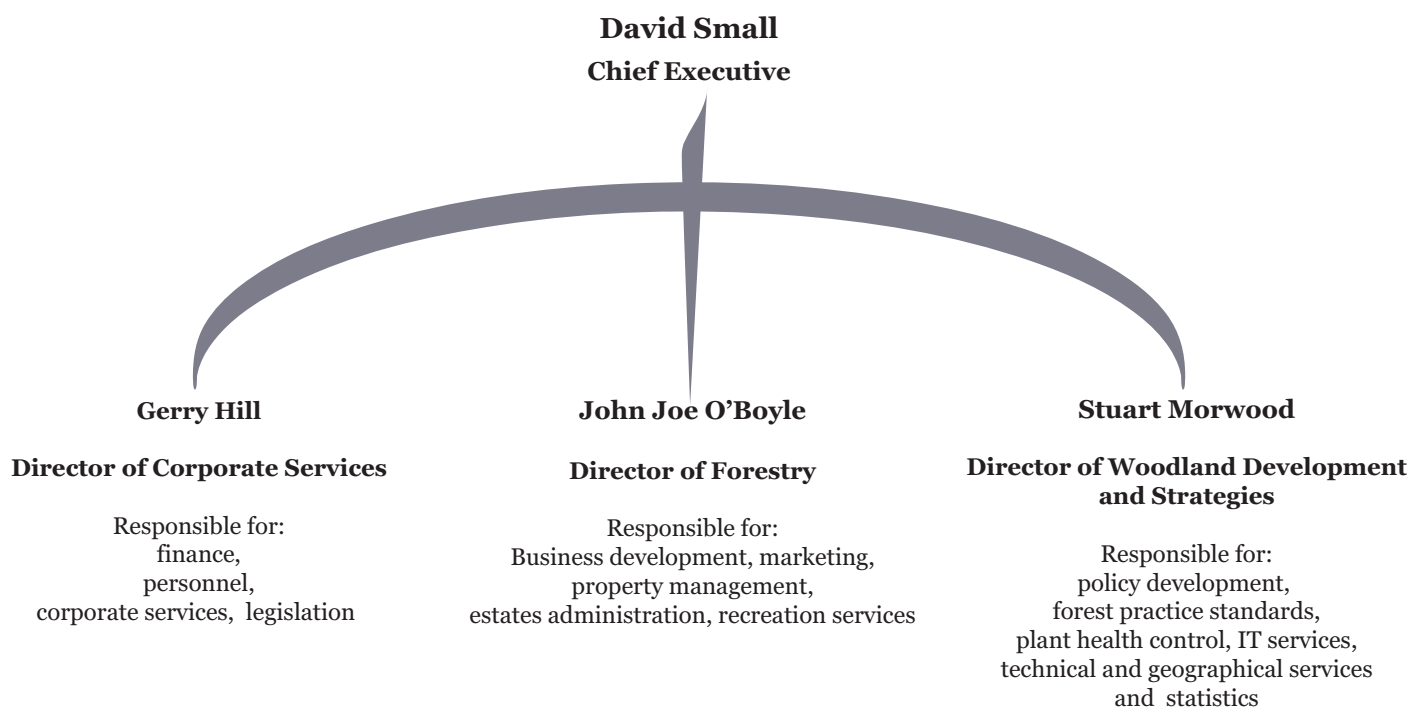 David Small
Chief Executive
Gerry Hill
Director of Corporate Services
Responsible for:
finance,
personnel,
corporate services, legislation
John Joe O’Boyle
Director of Forestry
Responsible for:
Business development, marketing,
property management,
estates administration, recreation services
Stuart Morwood
Director of Woodland Development
and Strategies
Responsible for:
policy development,
forest practice standards,
plant health control, IT services,
technical and geographical services
and statistics